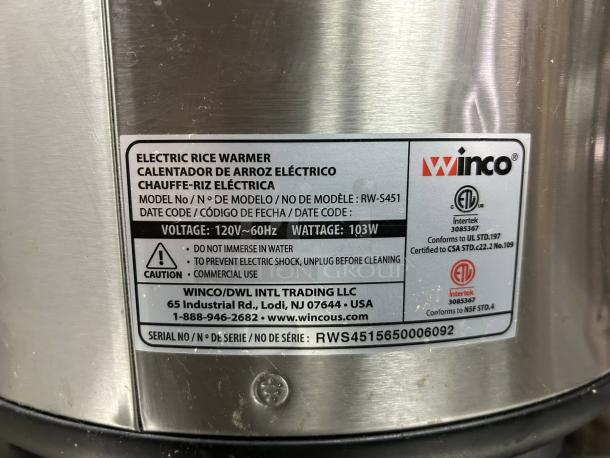 ELECTRIC RICE WARMER
CALENTADOR DE ARROZ ELÉCTRICO
CHAUFFE-RIZ ELÉCTRICA
MODEL No / N º DE MODELO / NO DE MODÈLE : RW-S451
DATE CODE / CÓDIGO DE FECHA / DATE CODE :
VOLTAGE: 120V~60Hz WATTAGE: 103W
CAUTION
• DO NOT IMMERSE IN WATER
• TO PREVENT ELECTRIC SHOCK, UNPLUG BEFORE CLEANING
• COMMERCIAL USE
WINCO/DWL INTL TRADING LLC
65 Industrial Rd., Lodi, NJ 07644 • USA
1-888-946-2682 • www.wincous.com
SERIAL NO / N º DE SERIE / NO DE SÉRIE : RWS4515650006092
winco®
C ETL US
Intertek
3085367
Conforms to UL STD.197
Certified to CSA STD.c22.2 No.109
ETL
Intertek
3085367
Conforms to NSF STD.4